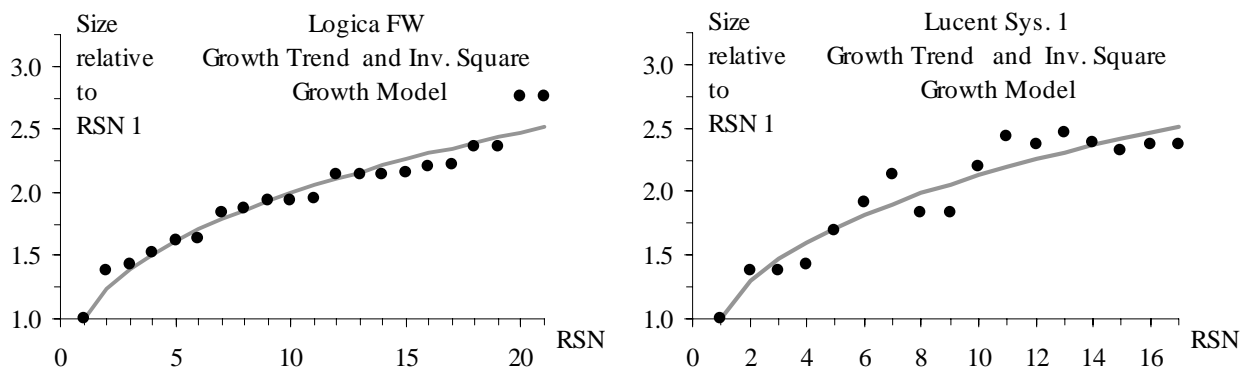 Size
relative
to
RSN 1
Logica FW
Growth Trend and Inv. Square
Growth Model
3.0
2.5
2.0
1.5
1.0
0
5
10
15
20
RSN
Size
relative
to
RSN 1
Lucent Sys. 1
Growth Trend and Inv. Square
Growth Model
3.0
2.5
2.0
1.5
1.0
0
2
4
6
8
10
12
14
16
RSN